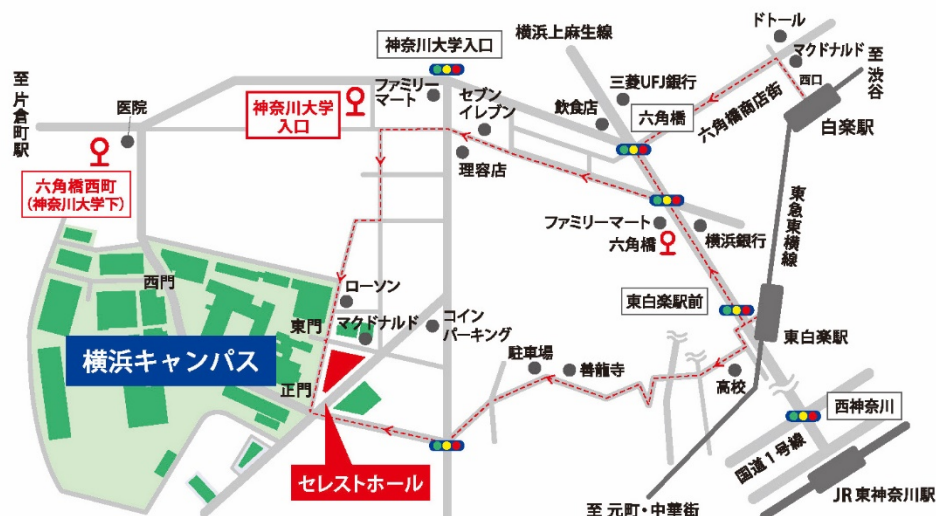 神奈川大学入口
横浜上麻生線
ドトール
マクドナルド
西口
至 渋谷
白楽駅
三菱UFJ銀行
飲食店
六角橋
六角橋商店街
至 片倉町駅
医院
神奈川大学
入口
ファミリー
マート
セブン
イレブン
理容店
六角橋西町
(神奈川大学下)
ファミリーマート
六角橋
横浜銀行
東急東横線
西門
ローソン
東門
マクドナルド
コイン
パーキング
東白楽駅前
東白楽駅
横浜キャンパス
正門
駐車場
善龍寺
高校
西神奈川
国道1号線
セレストホール
至 元町・中華街
JR 東神奈川駅